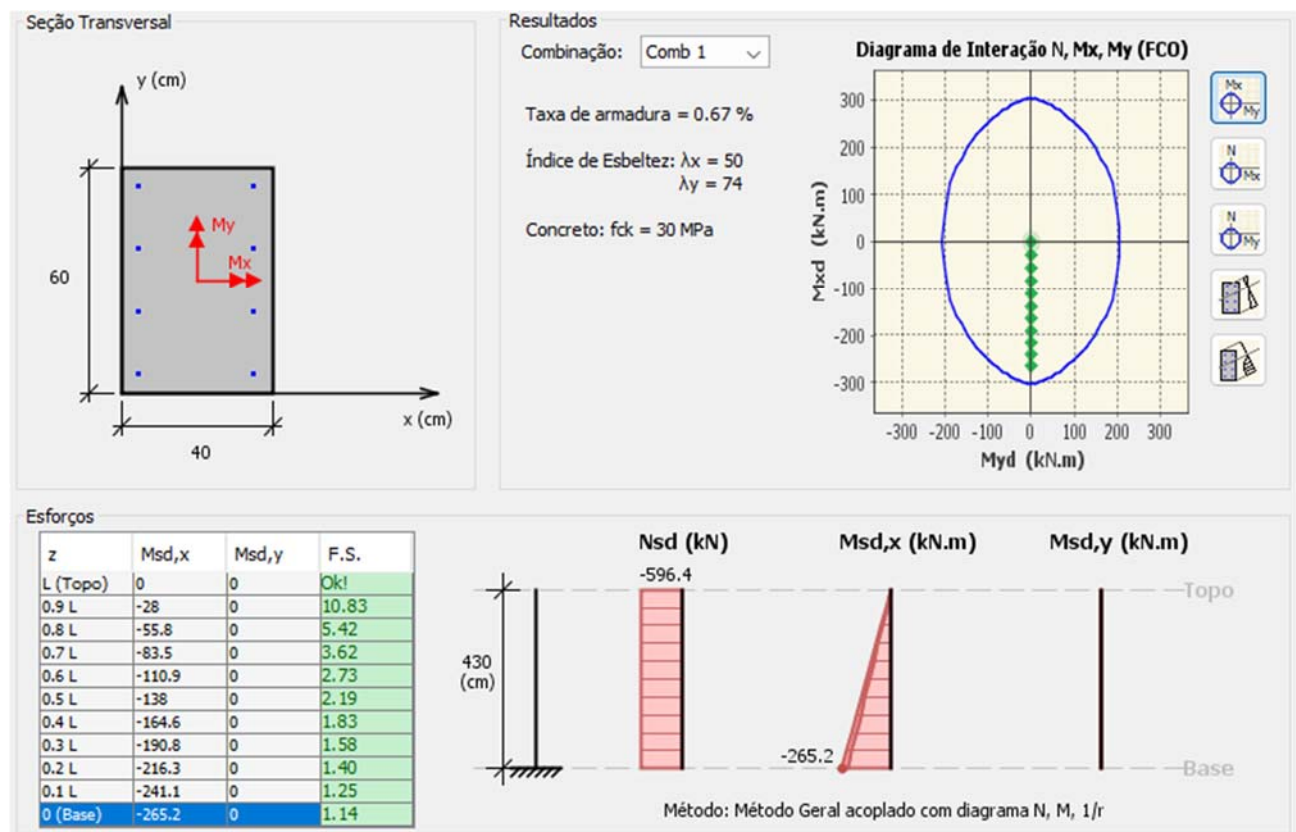 Seção Transversal
y (cm)
My
Mx
60
x (cm)
40
Resultados
Combinação: Comb 1
Taxa de armadura = 0.67 %
Índice de Esbeltez: λx = 50
λy = 74
Concreto: fck = 30 MPa
Diagrama de Interação N, Mx, My (FCO)
Mxd (kN.m)
300
200
100
0
-100
-200
-300
-300 -200 -100 0 100 200 300
Myd (kN.m)
Mx
My
N
Mx
N
My
Esforços
z Msd,x Msd,y F.S.
L (Topo) 0 0 Ok!
0.9 L -28 0 10.83
0.8 L -55.8 0 5.42
0.7 L -83.5 0 3.62
0.6 L -110.9 0 2.73
0.5 L -138 0 2.19
0.4 L -164.6 0 1.83
0.3 L -190.8 0 1.58
0.2 L -216.3 0 1.40
0.1 L -241.1 0 1.25
0 (Base) -265.2 0 1.14
Nsd (kN) Msd,x (kN.m) Msd,y (kN.m)
-596.4
Topo
430
(cm)
-265.2
Base
Método: Método Geral acoplado com diagrama N, M, 1/r